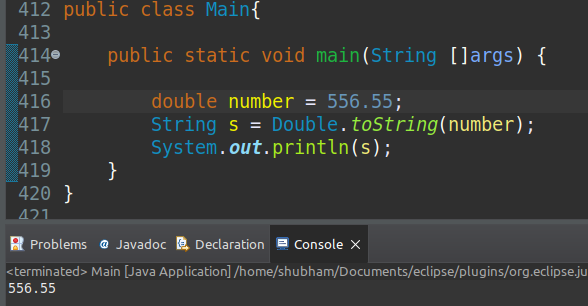 412 public class Main{
413
414 public static void main(String []args) {
415
416 double number = 556.55;
417 String s = Double.toString(number);
418 System.out.println(s);
419 }
420 }
421
Problems @ Javadoc Declaration Console
<terminated> Main [Java Application] /home/shubham/Documents/eclipse/plugins/org.eclipse.ju
556.55